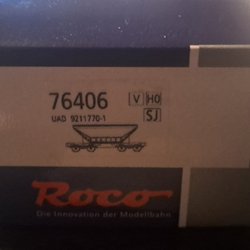 76406 V H0
UAD 9211770-1 SJ
Roco
Die Innovation der Modellbahn